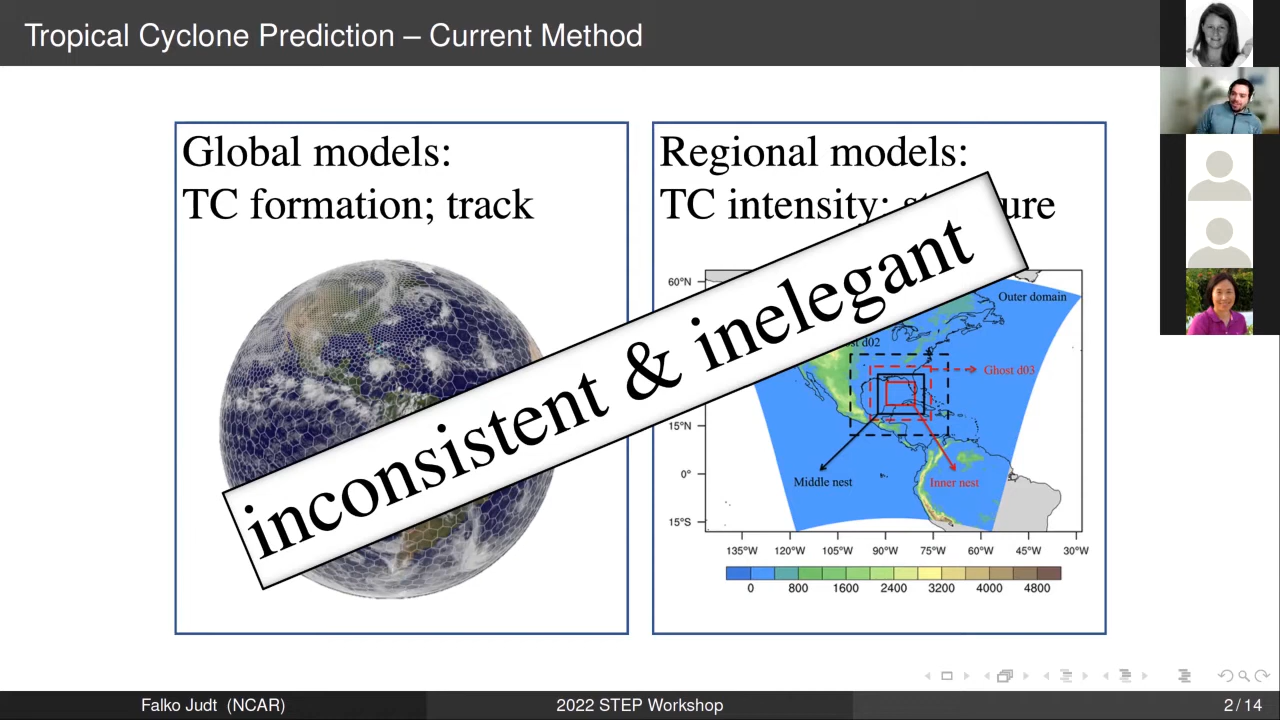 Tropical Cyclone Prediction – Current Method
Global models:
TC formation; track
Regional models:
TC intensity;
inconsistent & inelegant
60°N
15°N
0°
15°S
Outer domain
d02
Ghost d03
Middle nest
Inner nest
135°W 120°W 105°W 90°W 75°W 60°W 45°W 30°W
0 800 1600 2400 3200 4000 4800
Falko Judt (NCAR)
2022 STEP Workshop
2 / 14